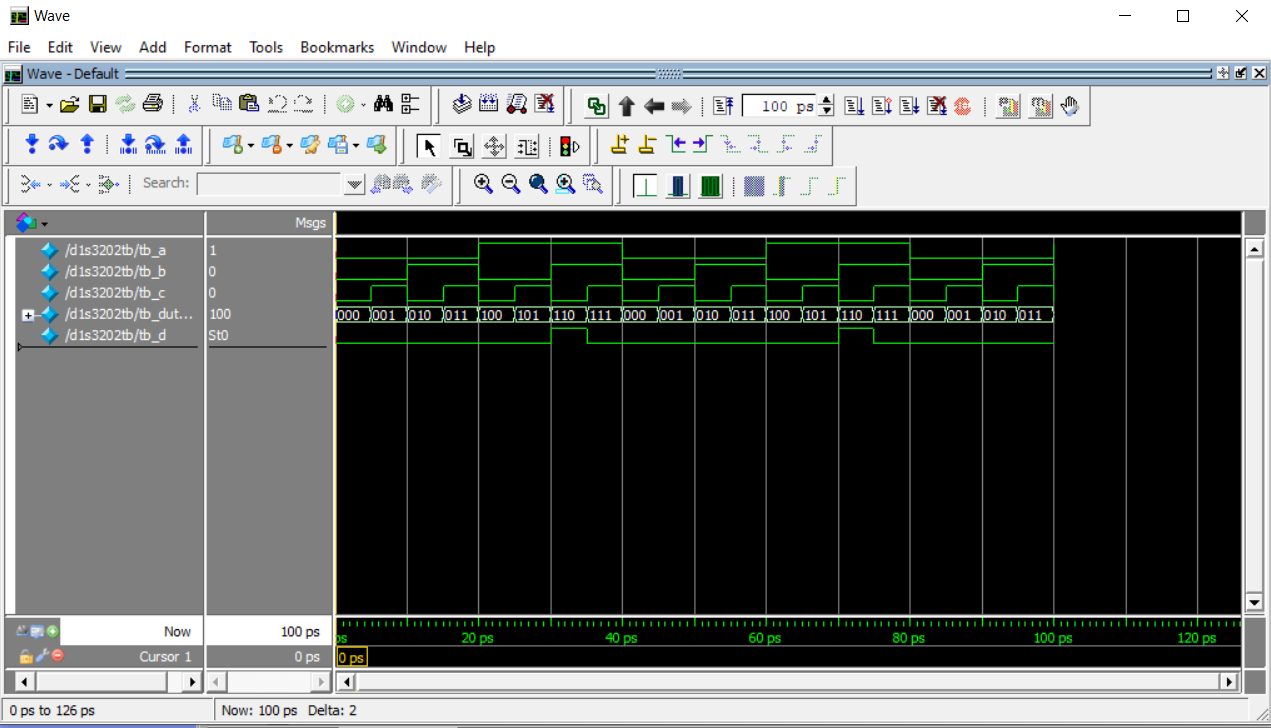 Wave
File Edit View Add Format Tools Bookmarks Window Help
Wave - Default
100 ps
Search:
Msgs
/d1s3202tb/tb_a 1
/d1s3202tb/tb_b 0
/d1s3202tb/tb_c 0
/d1s3202tb/tb_dut... 100 000 001 010 011 100 101 110 111 000 001 010 011 100 101 110 111 000 001 010 011
/d1s3202tb/tb_d St0
Now 100 ps ps 20 ps 40 ps 60 ps 80 ps 100 ps 120 ps
Cursor 1 0 ps 0 ps
0 ps to 126 ps Now: 100 ps Delta: 2